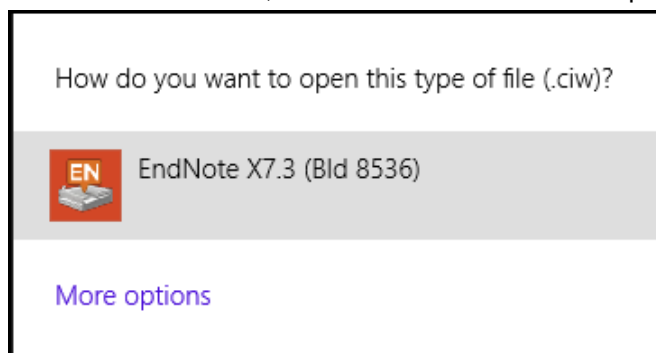 How do you want to open this type of file (.ciw)?
EN
EndNote X7.3 (Bld 8536)
More options